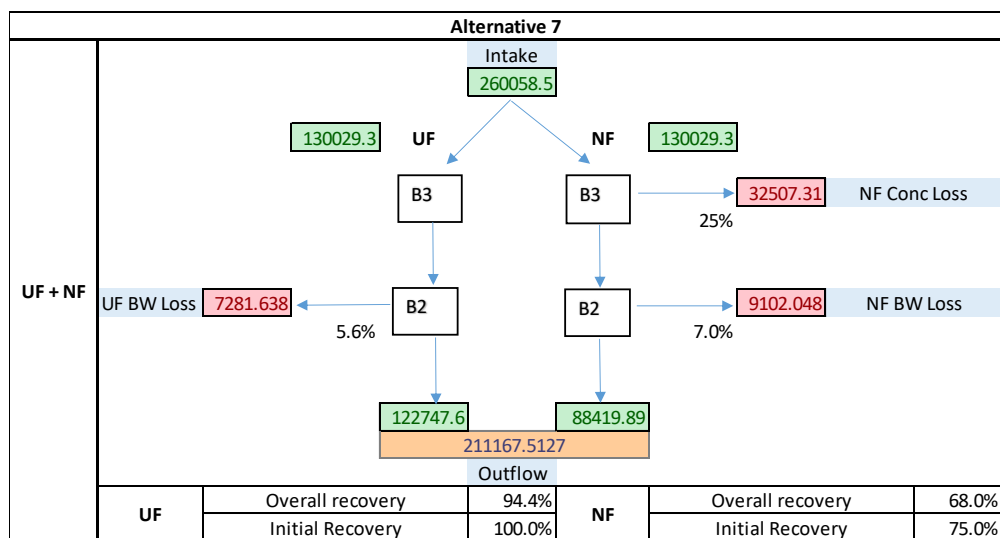 Alternative 7
Intake
260058.5
130029.3 UF NF 130029.3
B3 B3 32507.31 NF Conc Loss
25%
UF + NF
UF BW Loss 7281.638 B2 B2 9102.048 NF BW Loss
5.6% 7.0%
122747.6 88419.89
211167.5127
Outflow
UF Overall recovery 94.4% NF Overall recovery 68.0%
Initial Recovery 100.0% Initial Recovery 75.0%